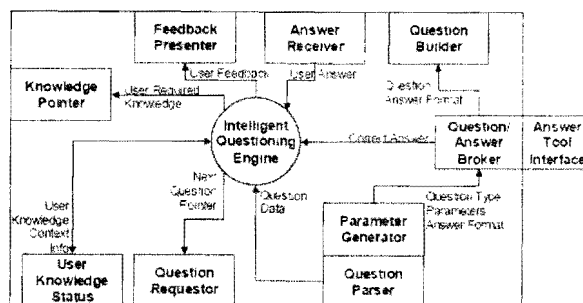 Feedback
Presenter
Answer
Receiver
Question
Builder
Knowledge
Pointer
User Feedback
User Answer
User Required
Knowledge
Question
Answer Format
Intelligent
Questioning
Engine
Correct Answer
Question/
Answer
Broker
Answer
Tool
Interface
Next
Question
Pointer
Question
Data
Question Type
Parameters
Answer Format
User
Knowledge
Context
Info
Parameter
Generator
User
Knowledge
Status
Question
Requestor
Question
Parser